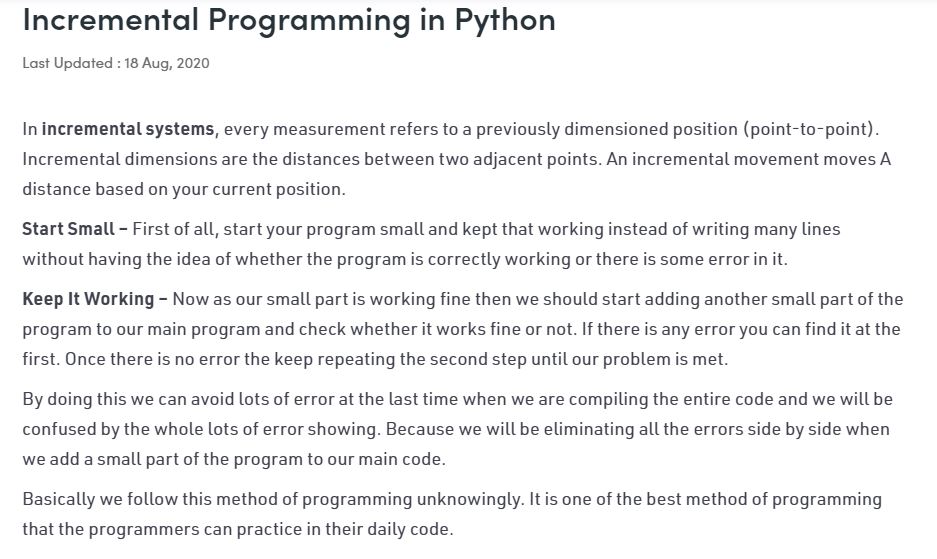 Incremental Programming in Python
Last Updated : 18 Aug, 2020
In incremental systems, every measurement refers to a previously dimensioned position (point-to-point).
Incremental dimensions are the distances between two adjacent points. An incremental movement moves A
distance based on your current position.
Start Small – First of all, start your program small and kept that working instead of writing many lines
without having the idea of whether the program is correctly working or there is some error in it.
Keep It Working – Now as our small part is working fine then we should start adding another small part of the
program to our main program and check whether it works fine or not. If there is any error you can find it at the
first. Once there is no error the keep repeating the second step until our problem is met.
By doing this we can avoid lots of error at the last time when we are compiling the entire code and we will be
confused by the whole lots of error showing. Because we will be eliminating all the errors side by side when
we add a small part of the program to our main code.
Basically we follow this method of programming unknowingly. It is one of the best method of programming
that the programmers can practice in their daily code.